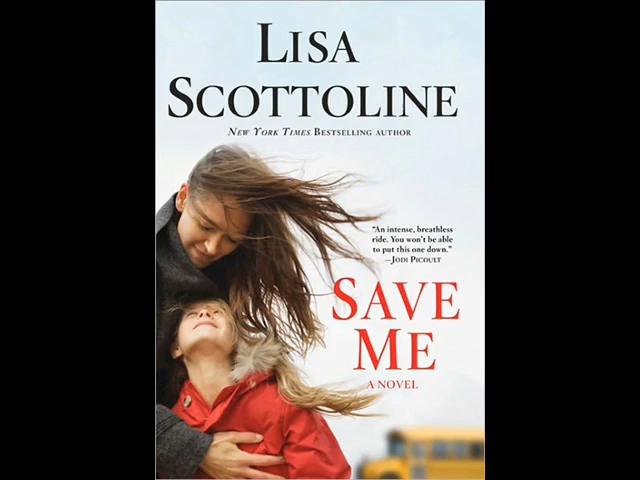 LISA
SCOTTOLINE
NEW YORK TIMES BESTSELLING AUTHOR
"An intense, breathless
ride. You won't be able
to put this one down."
—JODI PICOULT
SAVE
ME
A NOVEL